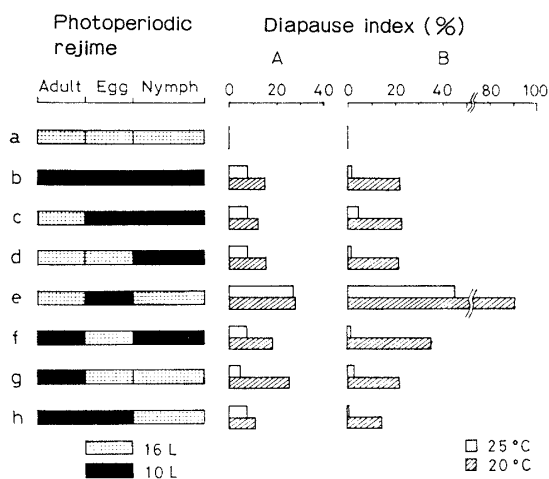 Photoperiodic Diapause index (%)
rejime A B
Adult Egg Nymph 0 20 40 0 20 40 80 100
a
b
c
d
e
f
g
h
16 L 25°C
10 L 20°C